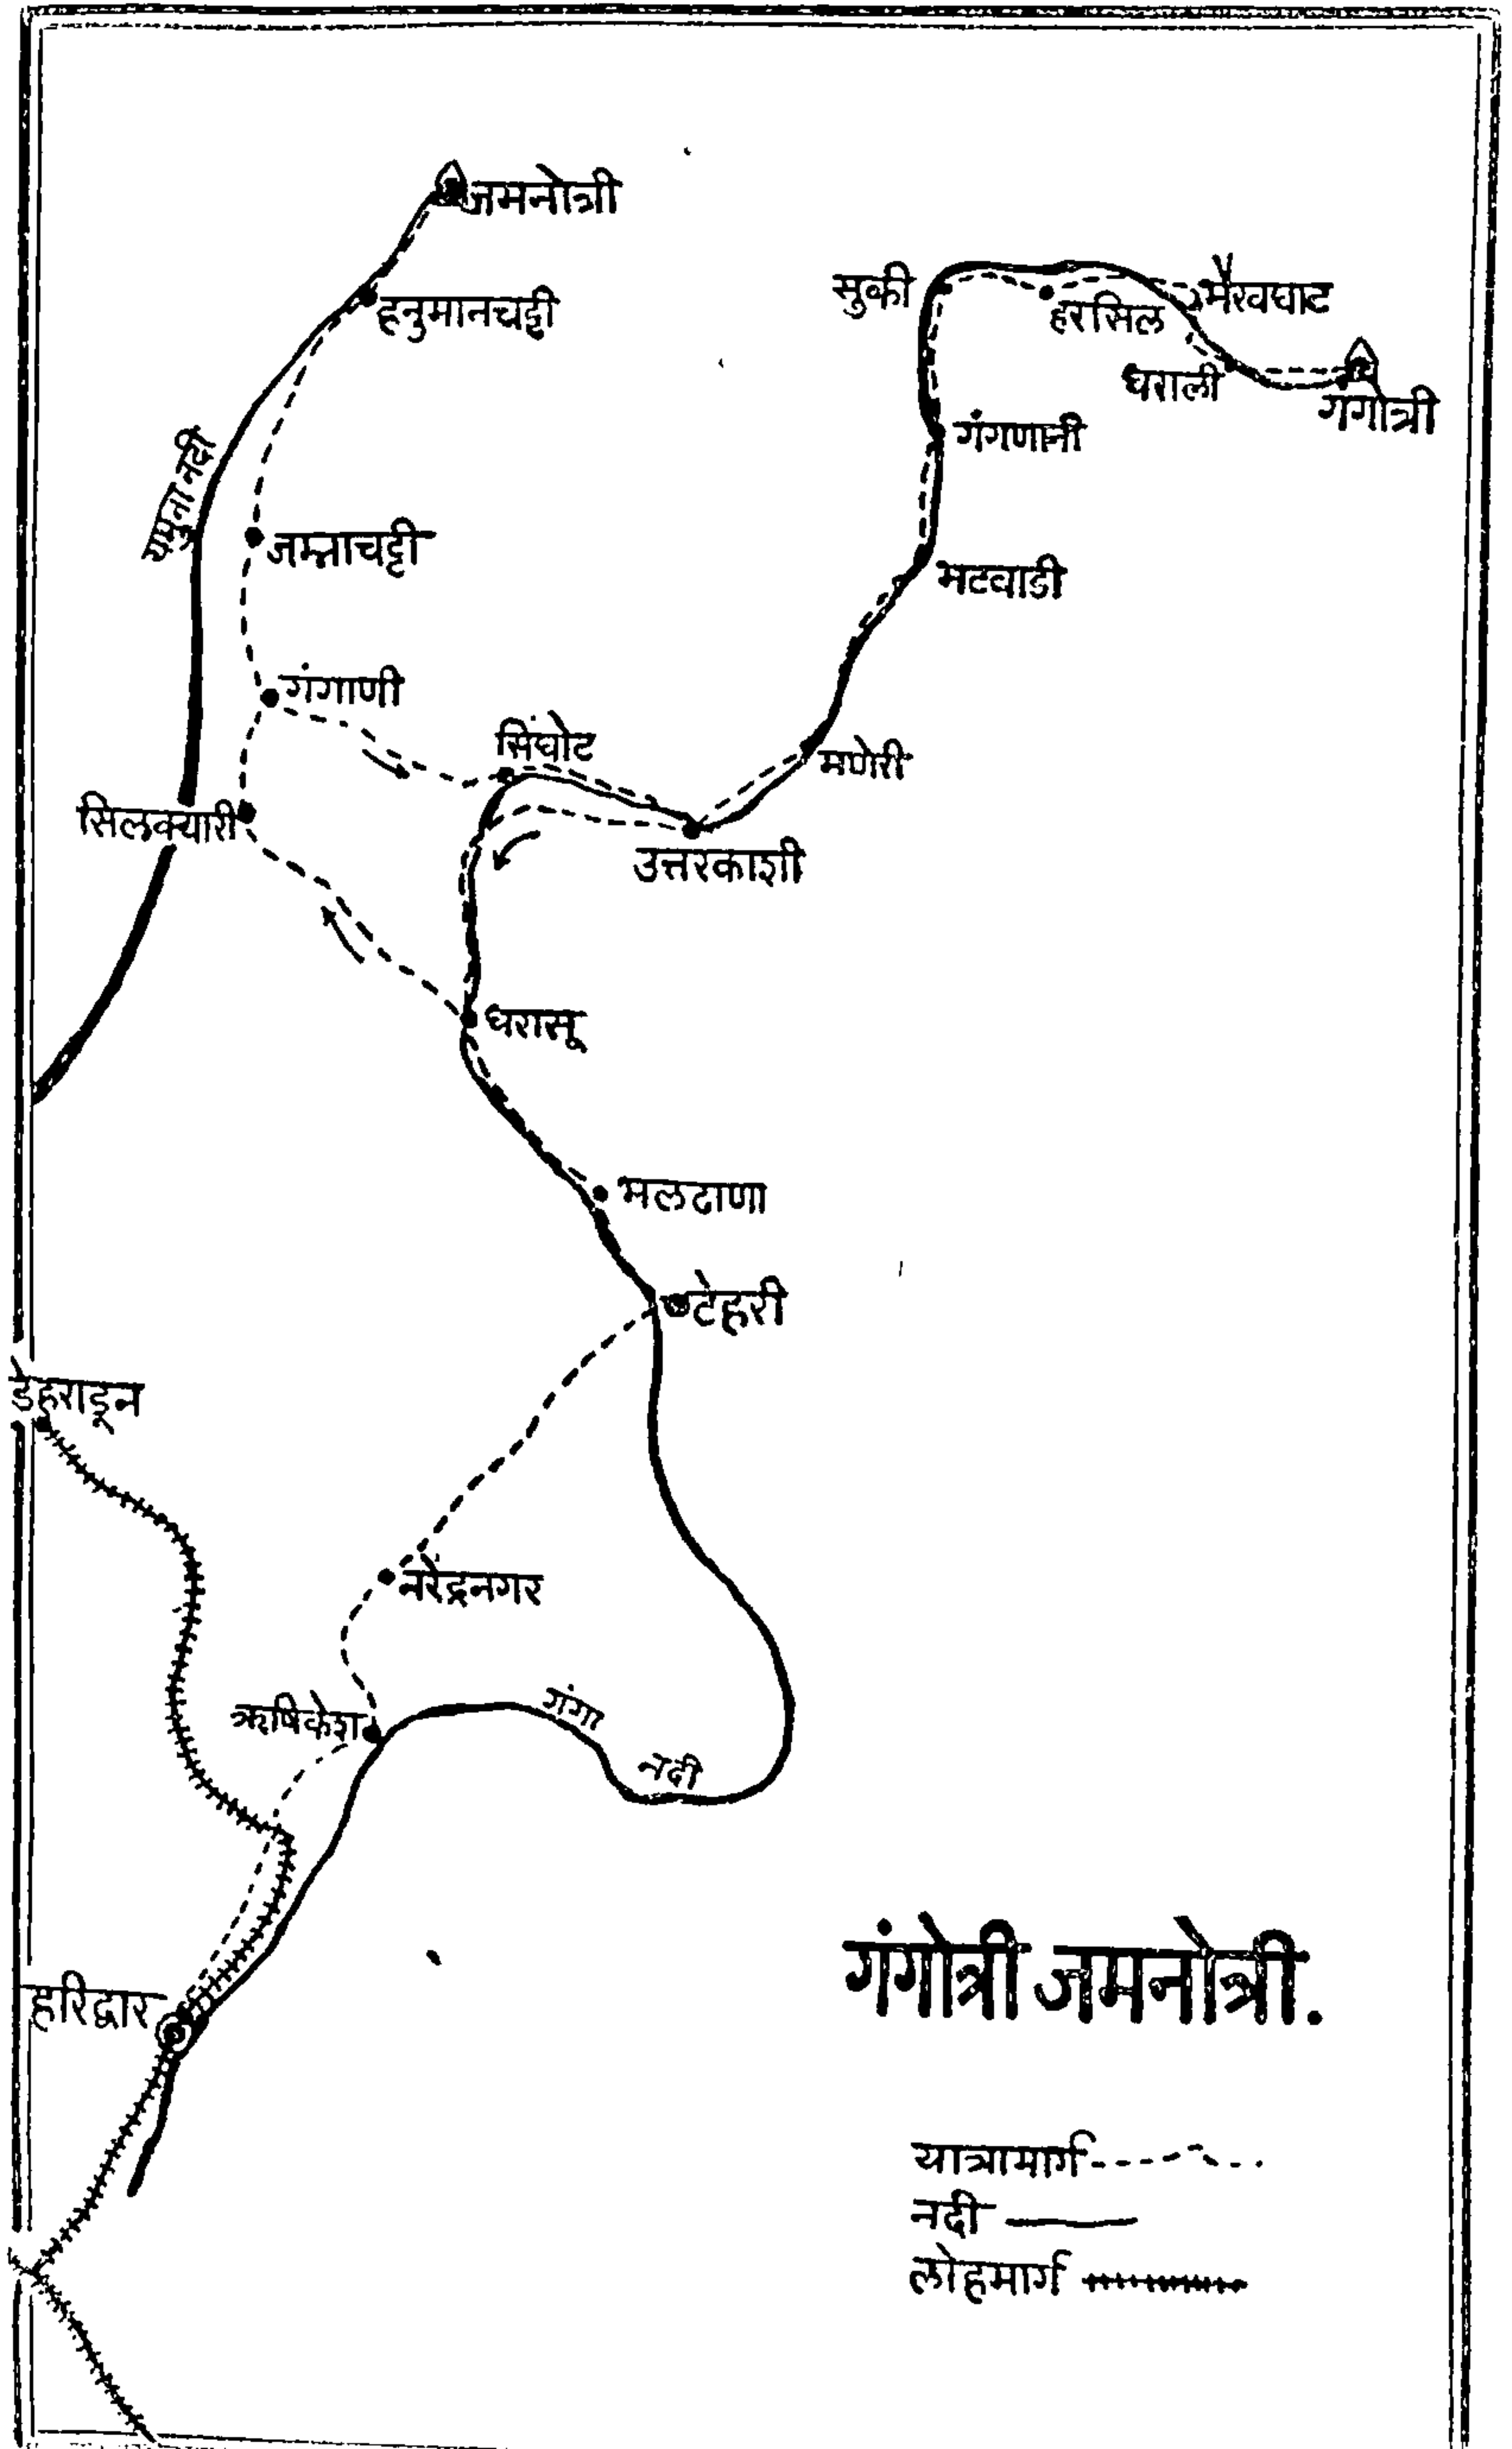 जमनोत्री
हनुमानचट्टी
सुकी
हरसिल
भैरवघाट
धराली
गंगोत्री
गंगणानी
यमुना नदी
जम्नाचट्टी
भटवाडी
गंगाणी
सिंघोट
मणेरी
सिलक्यारी
उत्तरकाशी
धरासू
मलढाणा
टेहरी
डेहराडून
नरेंद्रनगर
ऋषिकेश
गंगा
नदी
हरिद्वार
गंगोत्री जमनोत्री.
यात्रामार्ग
नदी
लोहमार्ग